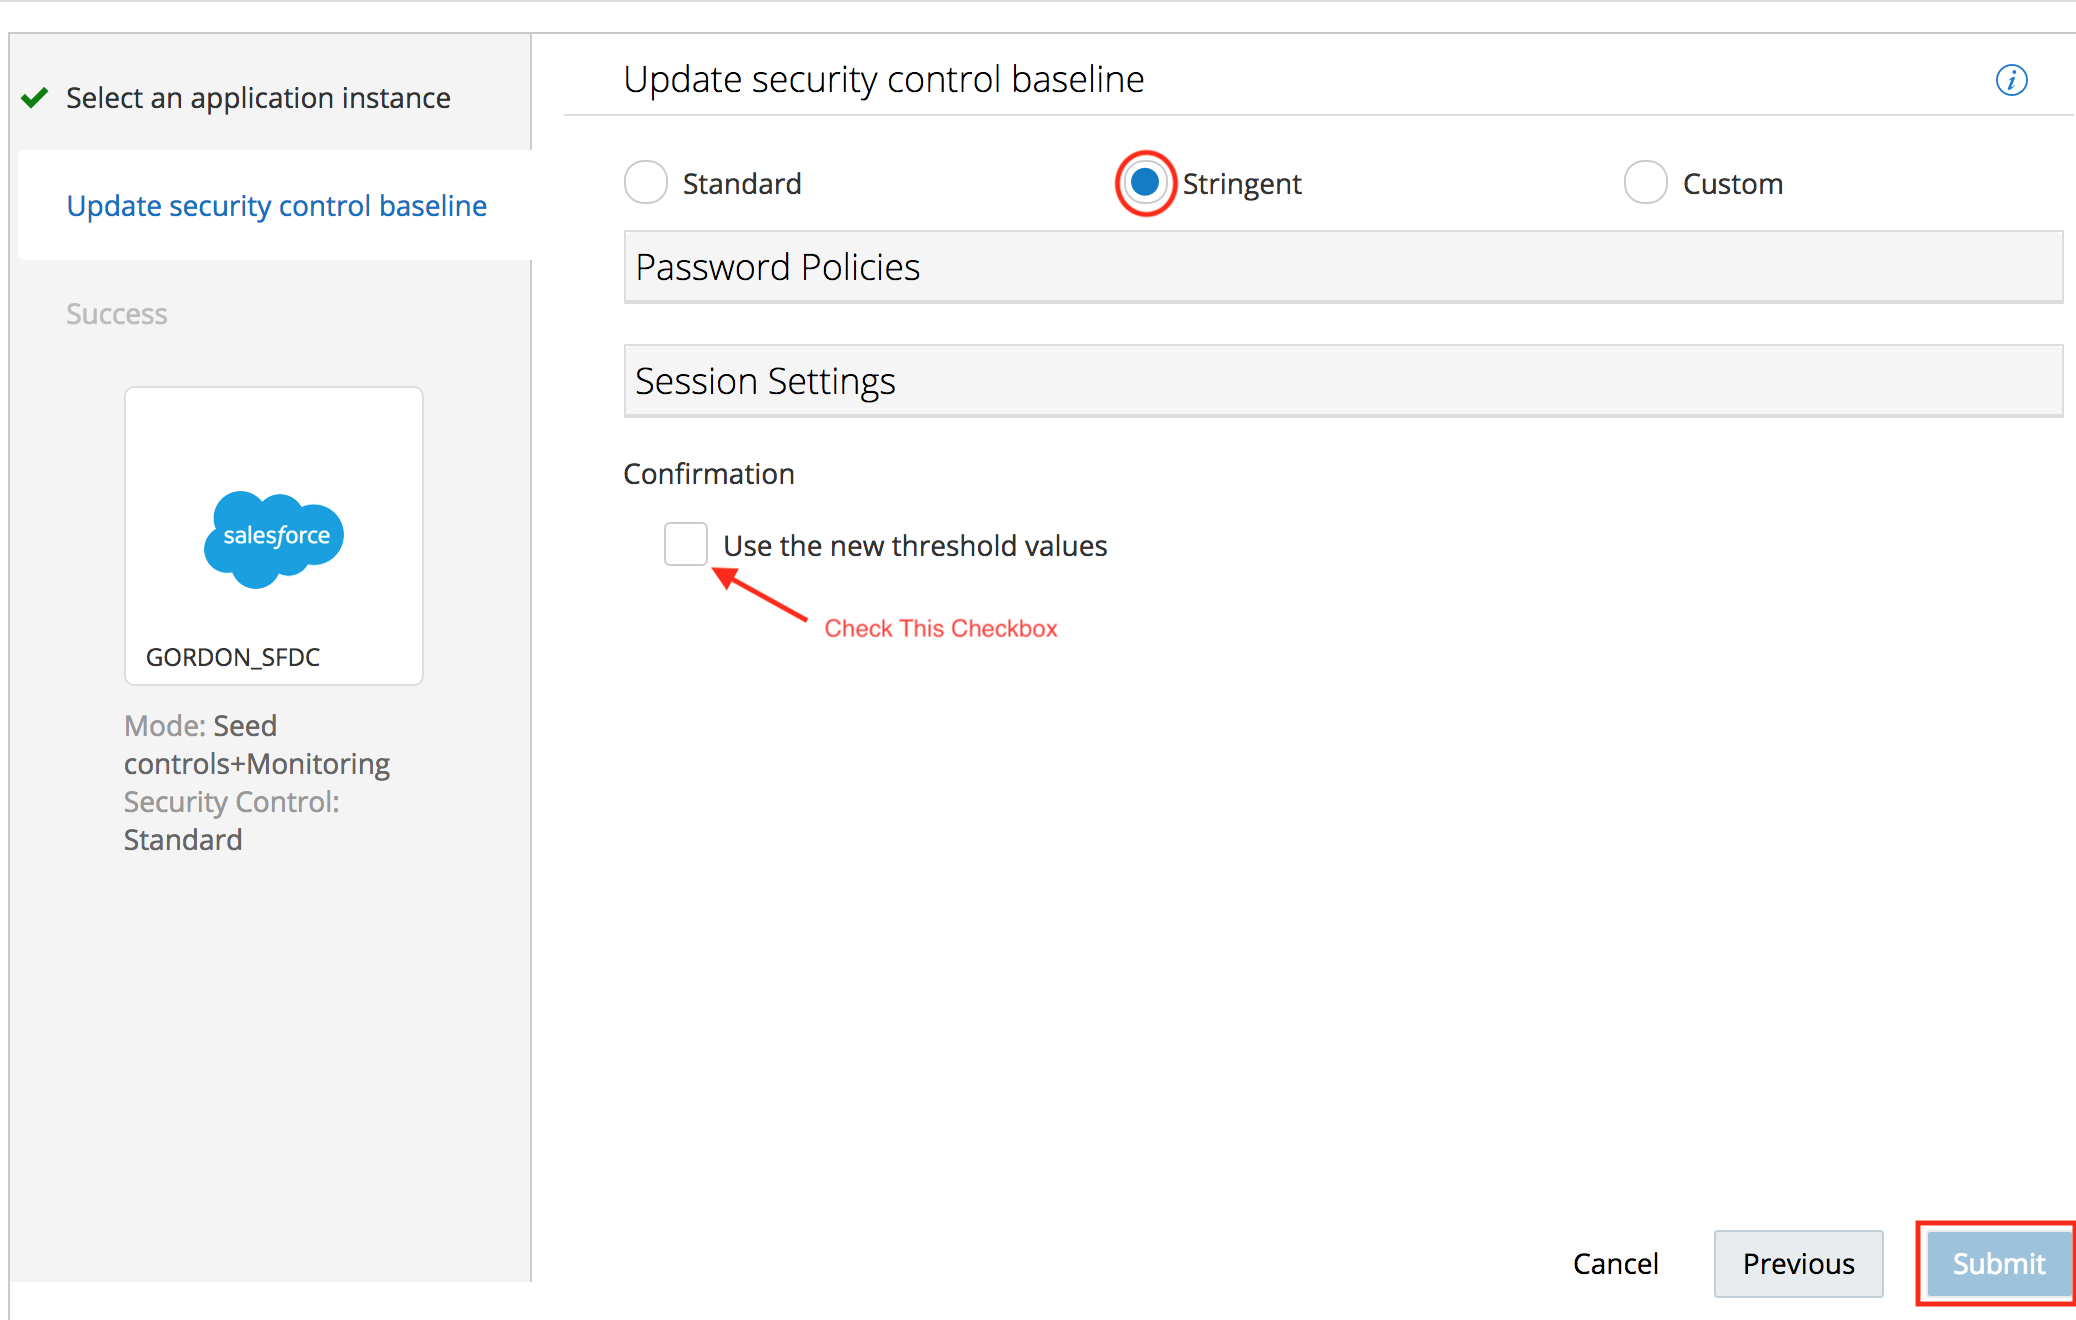 Select an application instance
Update security control baseline
Success
salesforce
GORDON_SFDC
Mode: Seed
controls+Monitoring
Security Control:
Standard
Update security control baseline
i
Standard
Stringent
Custom
Password Policies
Session Settings
Confirmation
Use the new threshold values
Check This Checkbox
Cancel
Previous
Submit